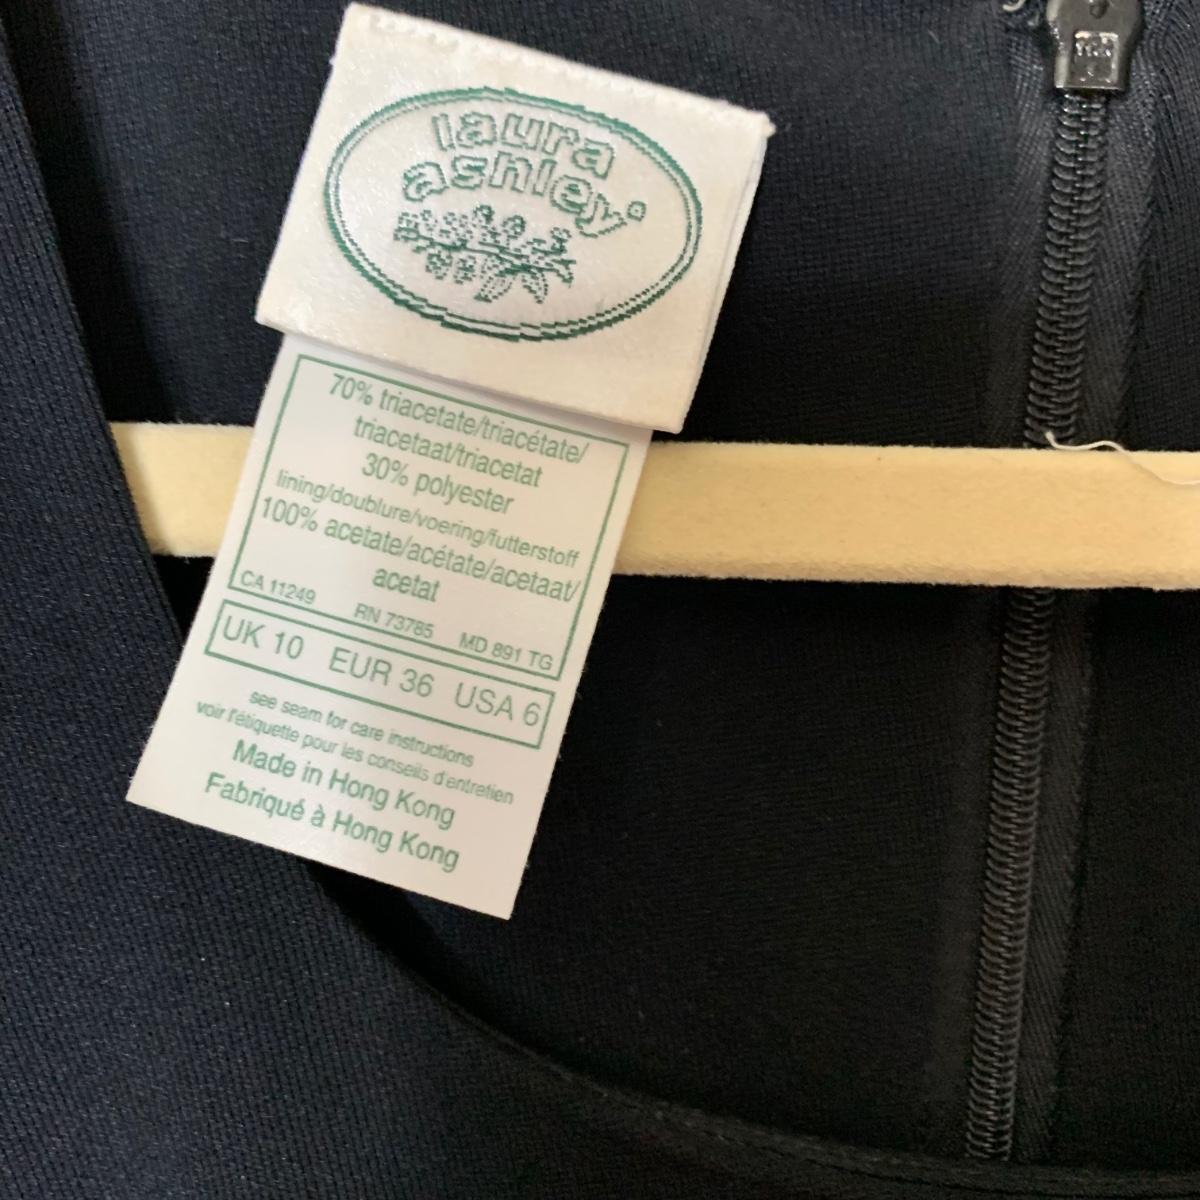 laura
ashley
70% triacetate/triacétate/
triacetaat/triacetat
30% polyester
lining/doublure/voering/futterstoff
100% acetate/acétate/acetaat/
acetat
CA 11249 RN 73785 MD 891 TG
UK 10 EUR 36 USA 6
see seam for care instructions
voir l'étiquette pour les conseils d'entretien
Made in Hong Kong
Fabriqué à Hong Kong